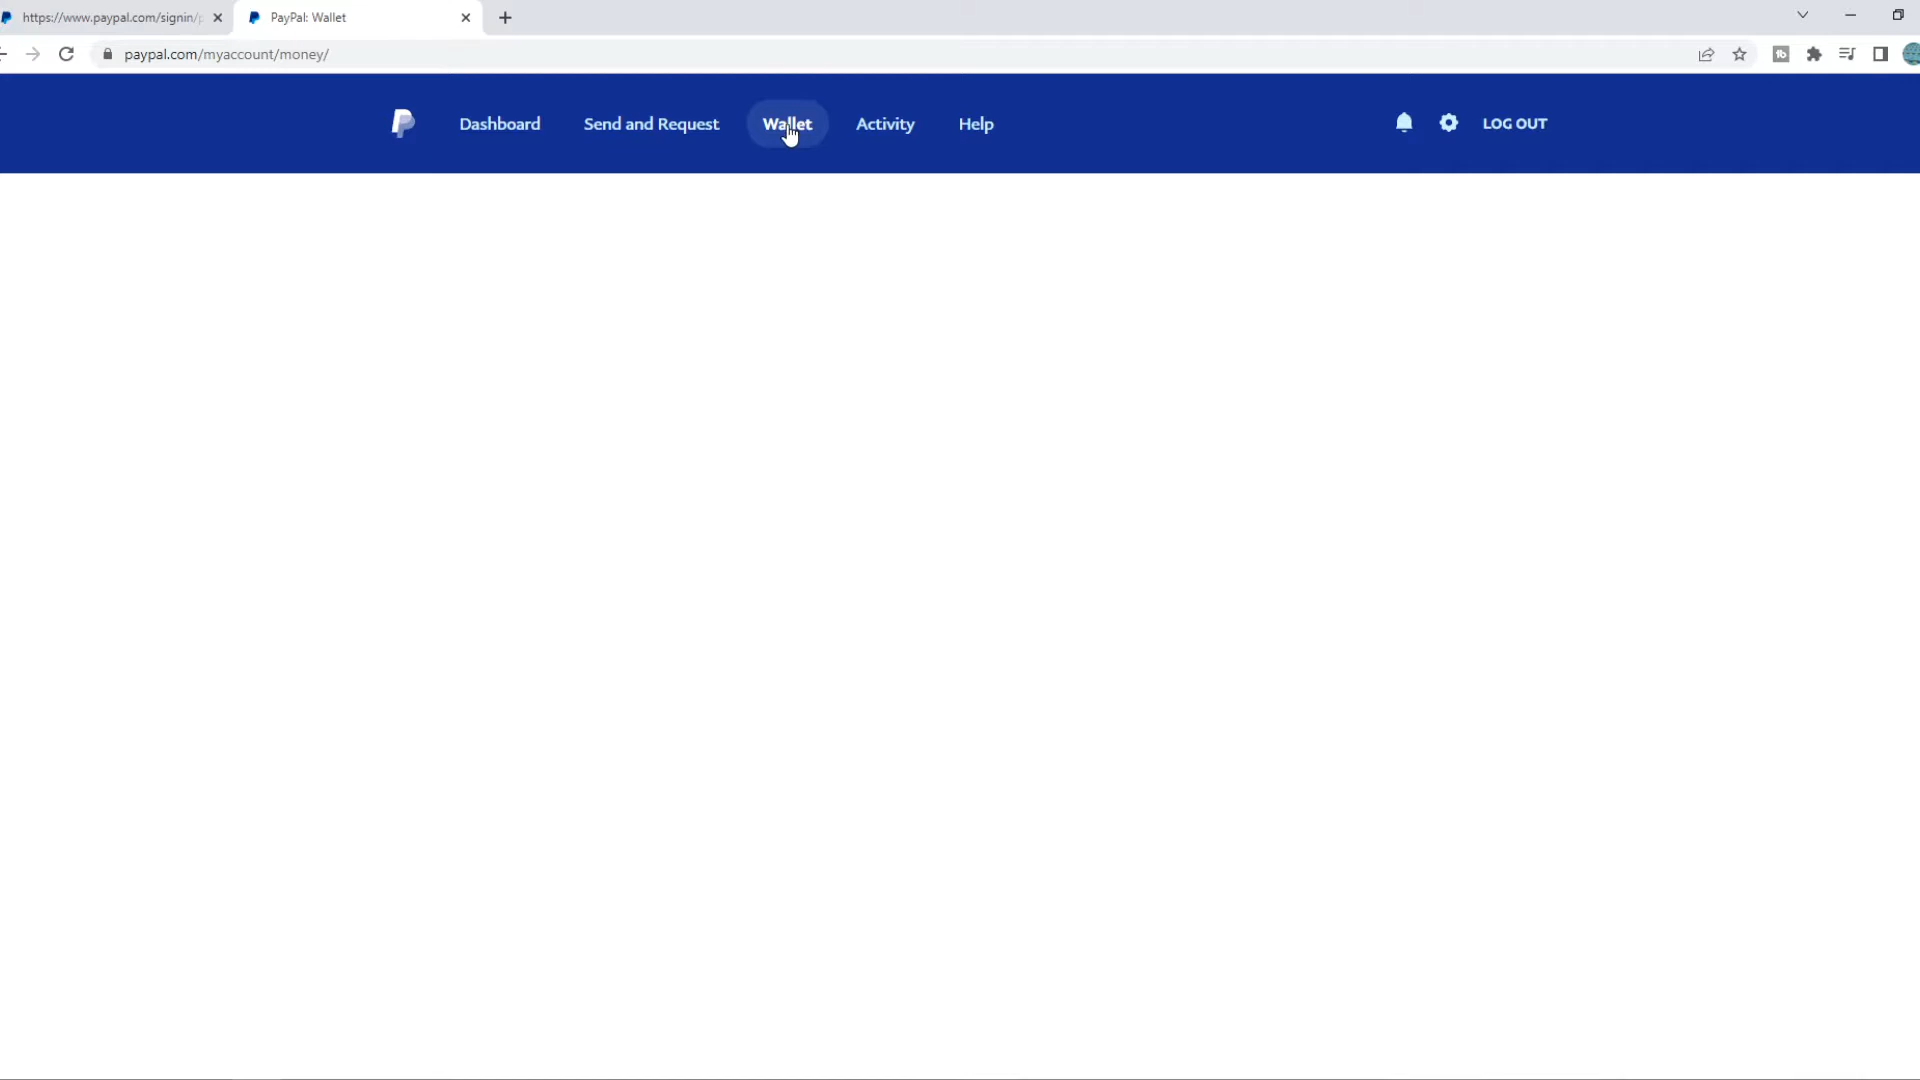 https://www.paypal.com/signin/
PayPal: Wallet
paypal.com/myaccount/money/
Dashboard
Send and Request
Wallet
Activity
Help
LOG OUT